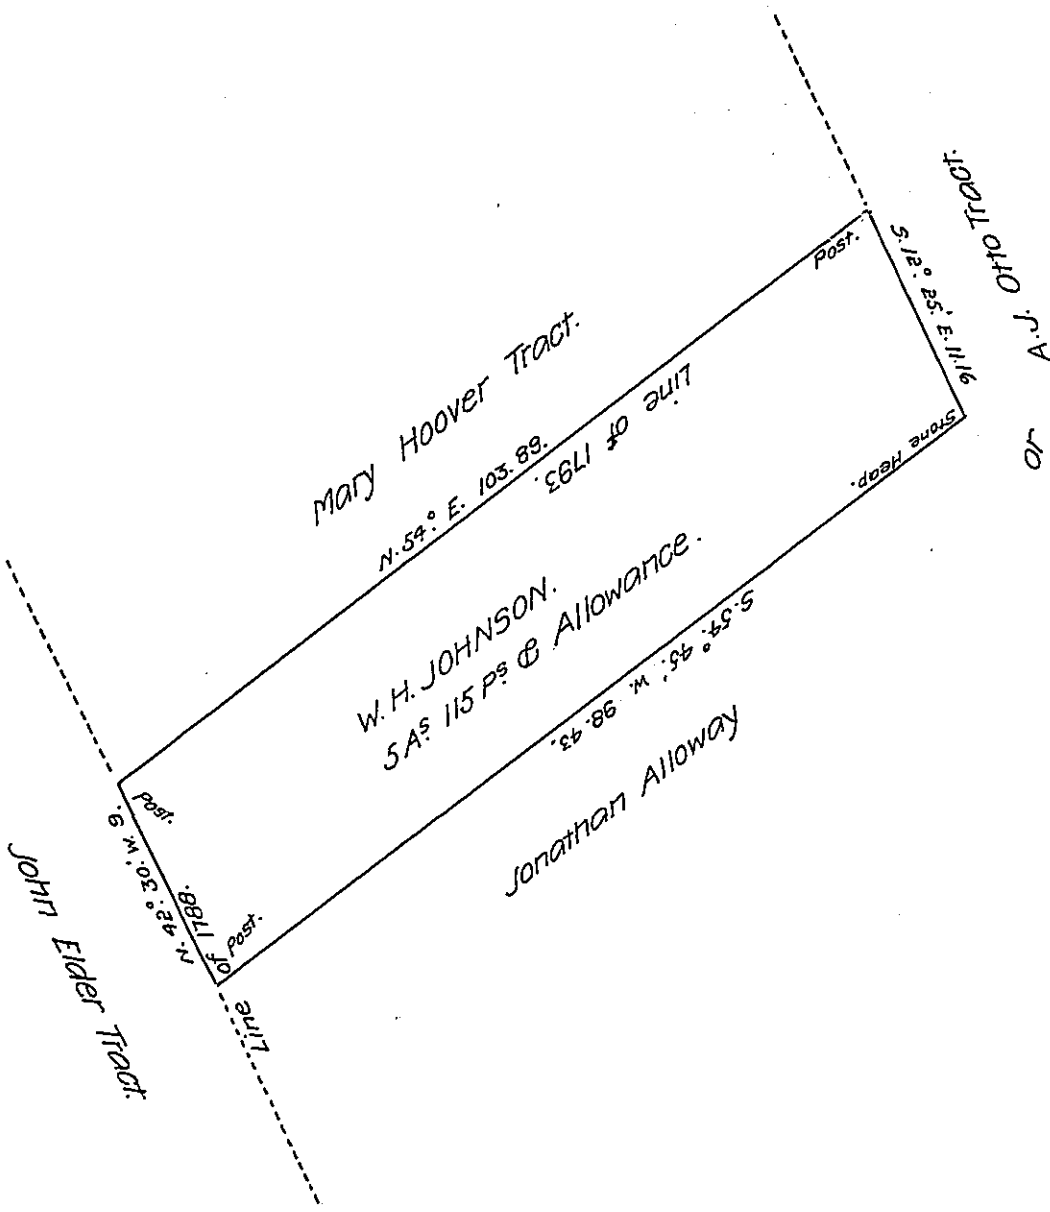 A.J. Otto Tract.
or
S. 12.° 25.' E. 11.16
Post.
Mary Hoover Tract.
N. 54.° E. 103.89.
Line of 1793.
Stone Heap.
W. H. JOHNSON.
5 As. 115 Ps. & Allowance.
S. 54.° 45.' W. 98.43.
Jonathan Alloway
Post.
N. 42.° 30.' W. 9.
Line of 1788.
Post.
John Elder Tract.